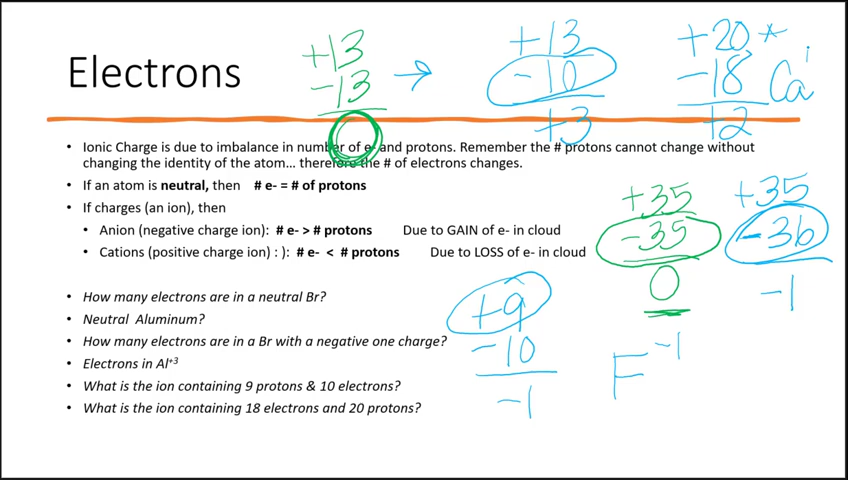 Electrons
+13
-13
0
+13
-10
+3
+20 *
-18
+2
Ca
• Ionic Charge is due to imbalance in number of e- and protons. Remember the # protons cannot change without
changing the identity of the atom… therefore the # of electrons changes.
• If an atom is neutral, then # e- = # of protons
• If charges (an ion), then
• Anion (negative charge ion): # e- > # protons Due to GAIN of e- in cloud
• Cations (positive charge ion) : ): # e- < # protons Due to LOSS of e- in cloud
+35
-35
0
+35
-36
-1
• How many electrons are in a neutral Br?
• Neutral Aluminum?
• How many electrons are in a Br with a negative one charge?
• Electrons in Al+3
• What is the ion containing 9 protons & 10 electrons?
• What is the ion containing 18 electrons and 20 protons?
+9
-10
-1
F-1